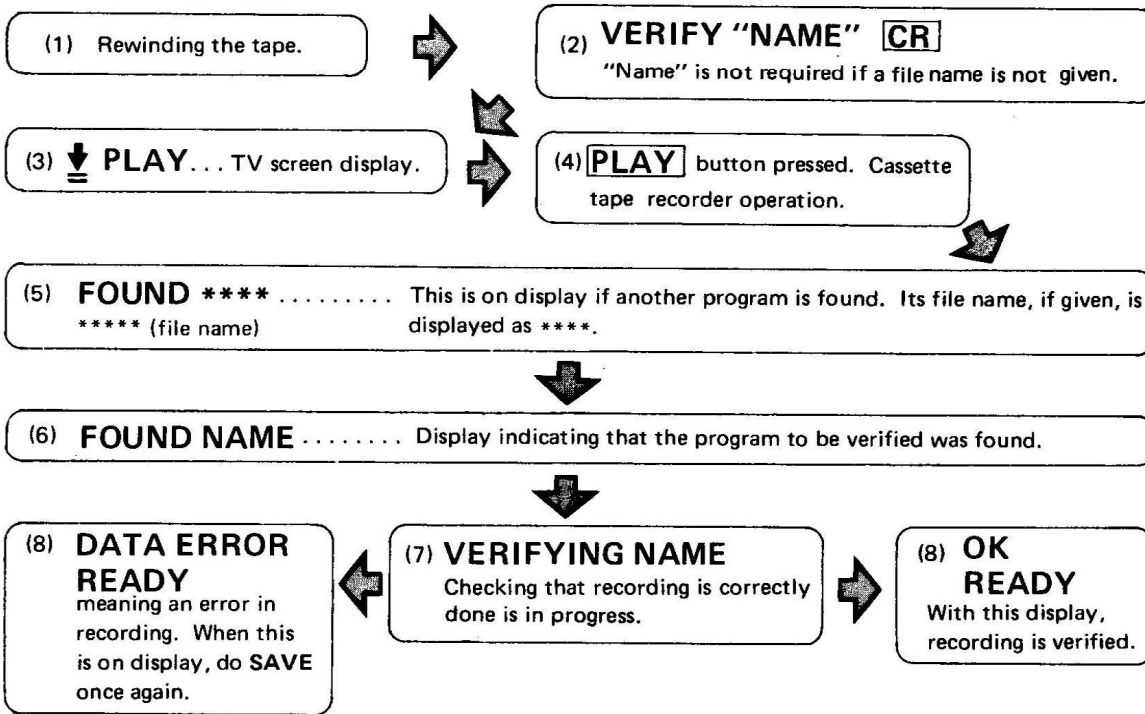 (1) Rewinding the tape.
(2) VERIFY "NAME" CR
"Name" is not required if a file name is not given.
(3) PLAY... TV screen display.
(4) PLAY button pressed. Cassette
tape recorder operation.
(5) FOUND **** ......... This is on display if another program is found. Its file name, if given, is
***** (file name) displayed as ****.
(6) FOUND NAME ........ Display indicating that the program to be verified was found.
(8) DATA ERROR
READY
meaning an error in
recording. When this
is on display, do SAVE
once again.
(7) VERIFYING NAME
Checking that recording is correctly
done is in progress.
(8) OK
READY
With this display,
recording is verified.